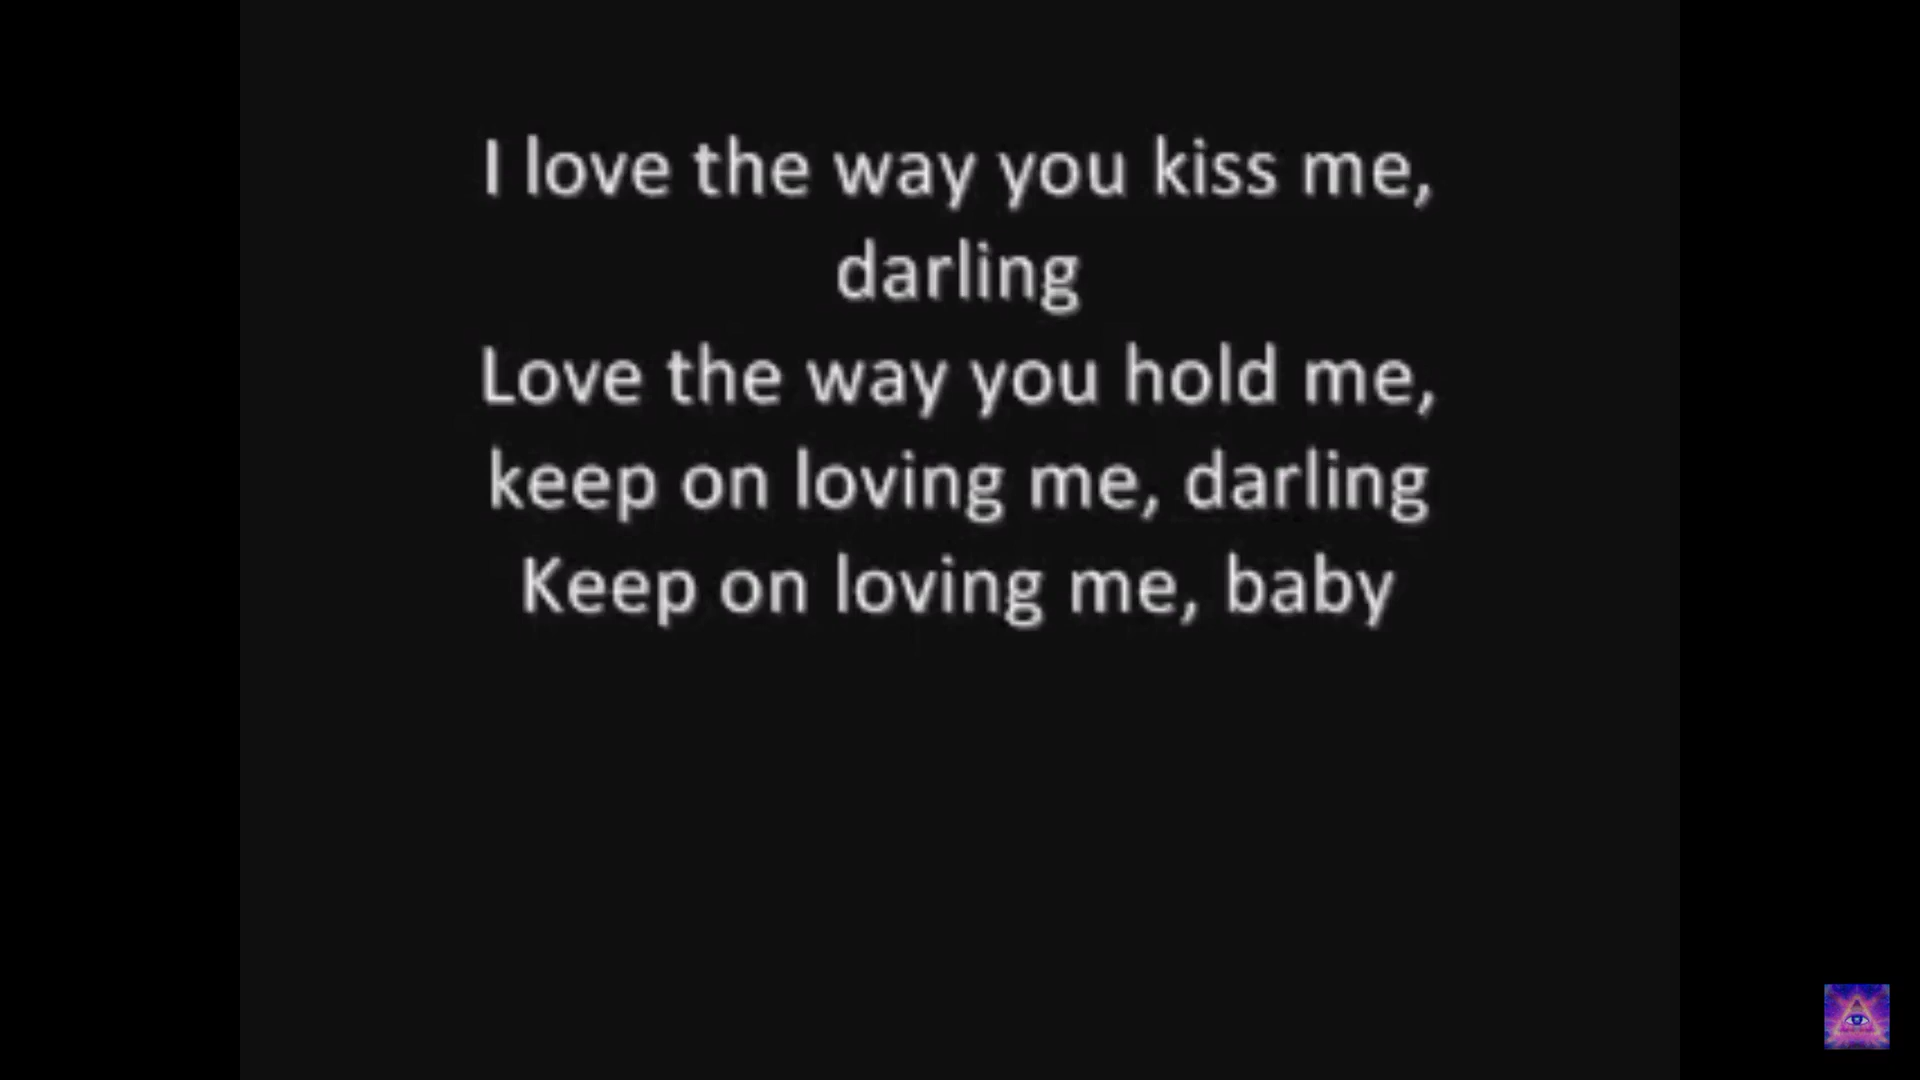 I love the way you kiss me,
darling
Love the way you hold me,
keep on loving me, darling
Keep on loving me, baby